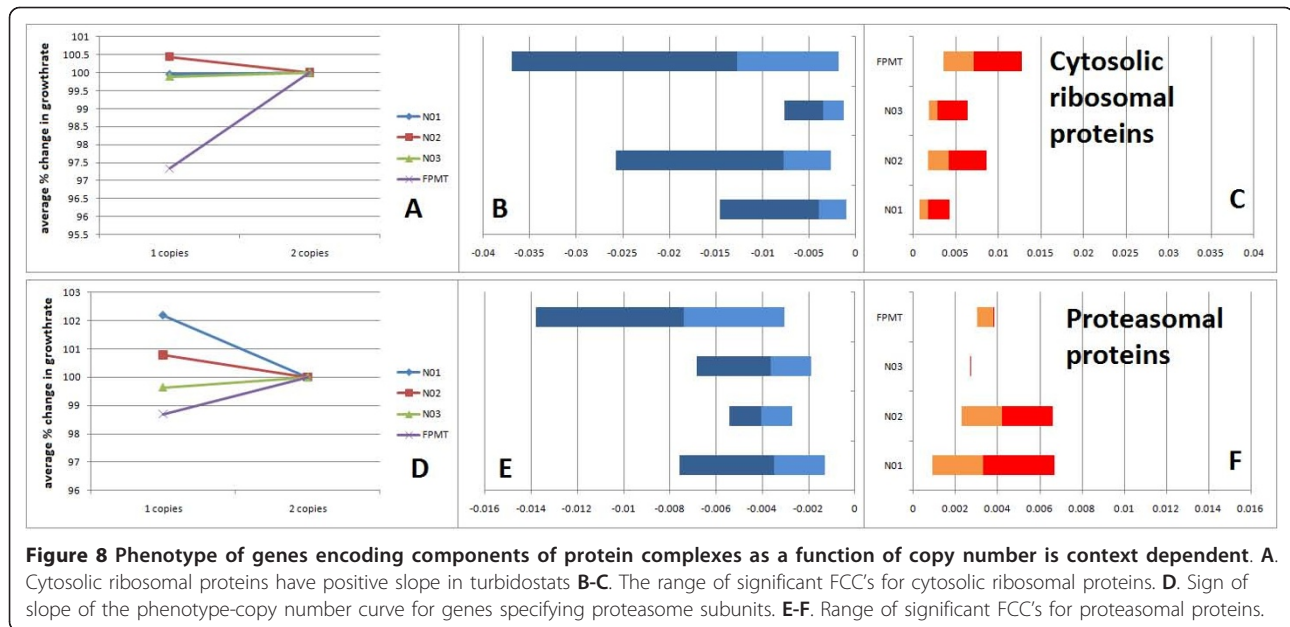 101
100.5
100
99.5
99
98.5
98
97.5
97
96.5
96
95.5
average % change in growthrate
1 copies 2 copies
N01
N02
N03
FPMT
A
B
-0.04 -0.035 -0.03 -0.025 -0.02 -0.015 -0.01 -0.005 0
FPMT
N03
N02
N01
Cytosolic
ribosomal
proteins
C
0 0.005 0.01 0.015 0.02 0.025 0.03 0.035 0.04
103
102
101
100
99
98
97
96
average % change in growthrate
1 copies 2 copies
N01
N02
N03
FPMT
D
E
-0.016 -0.014 -0.012 -0.01 -0.008 -0.006 -0.004 -0.002 0
FPMT
N03
N02
N01
Proteasomal
proteins
F
0 0.002 0.004 0.006 0.008 0.01 0.012 0.014 0.016
Figure 8 Phenotype of genes encoding components of protein complexes as a function of copy number is context dependent. A.
Cytosolic ribosomal proteins have positive slope in turbidostats B-C. The range of significant FCC's for cytosolic ribosomal proteins. D. Sign of
slope of the phenotype-copy number curve for genes specifying proteasome subunits. E-F. Range of significant FCC's for proteasomal proteins.